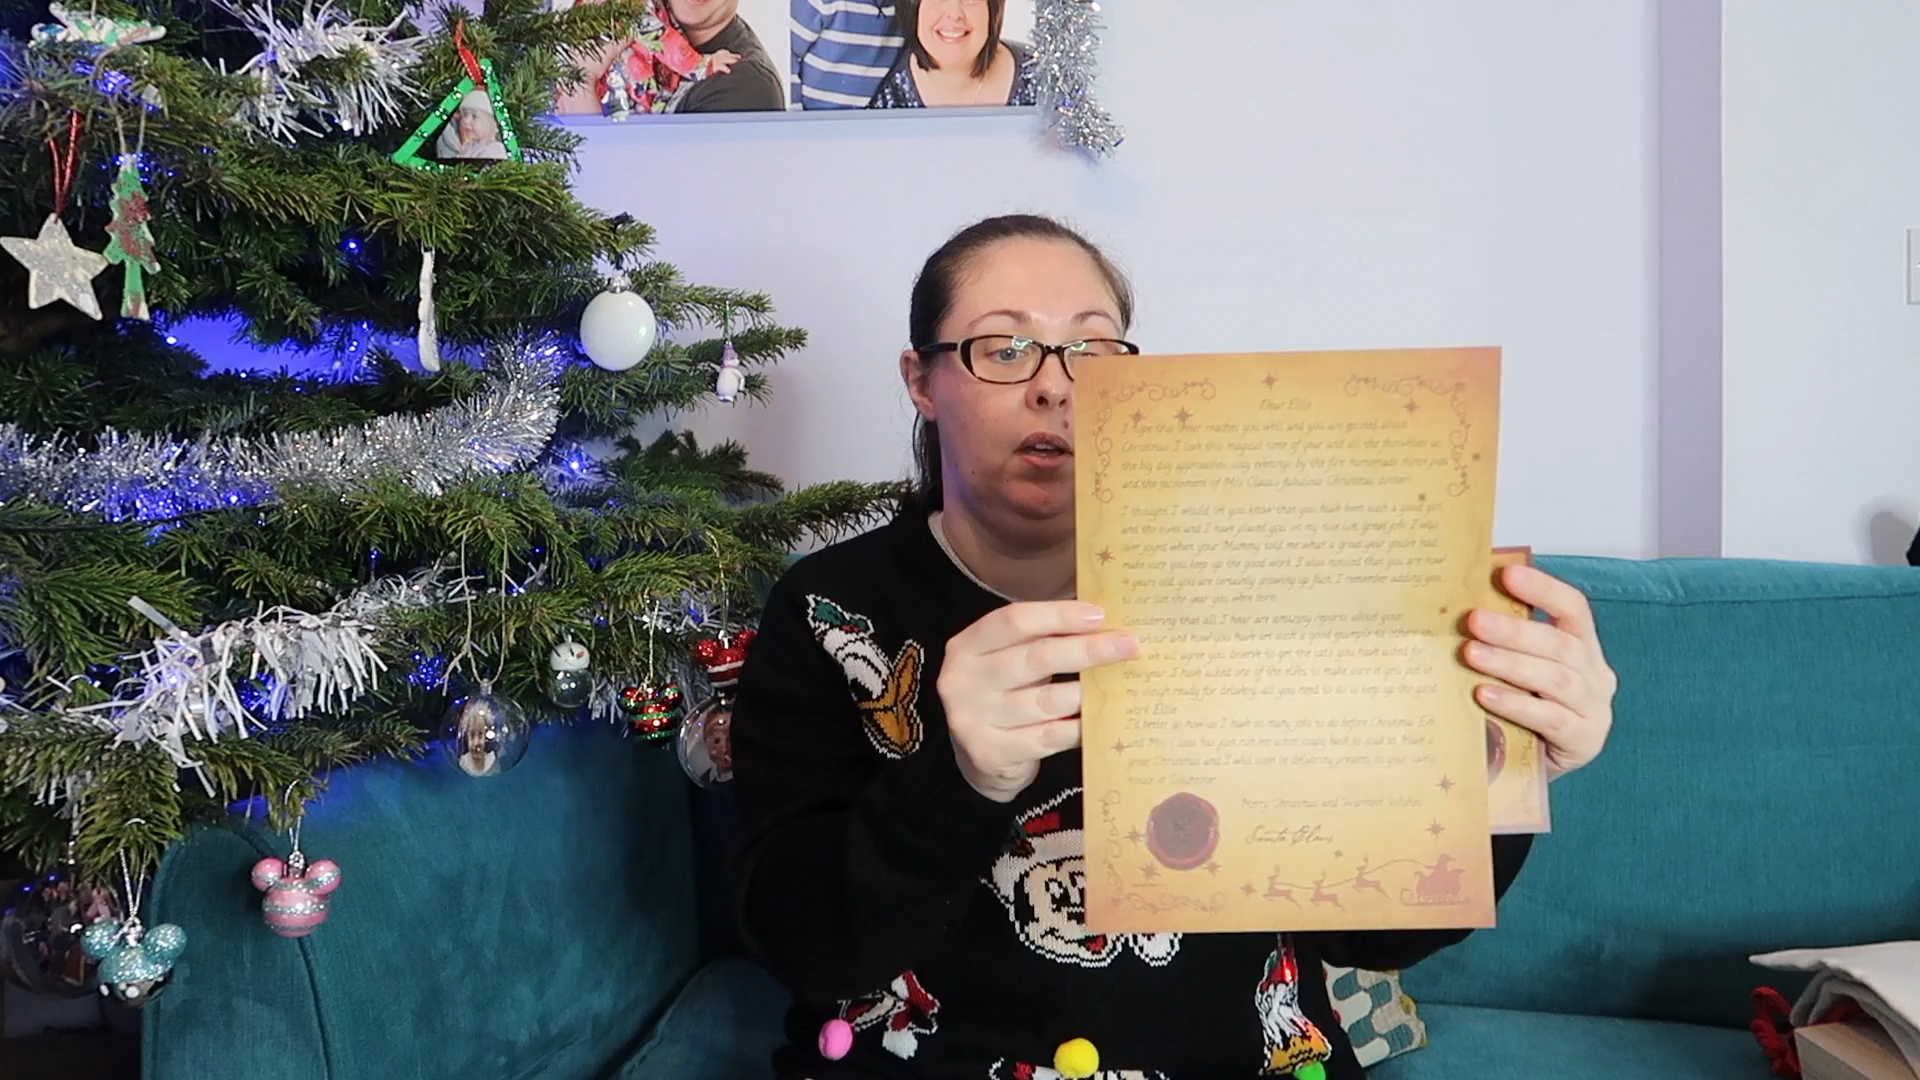 Dear Ellie
I hope this letter reaches you well and you are excited about
Christmas. I love this magical time of year and all the festivities as
the big day approaches cosy evenings by the fire homemade mince pies
and the excitement of Mrs Claus's fabulous Christmas dinner!
I thought I would let you know that you have been such a good girl
and the elves and I have placed you on my nice list, great job. I was
over joyed when your Mummy told me what a great year you've had
make sure you keep up the good work. I also noticed that you are now
4 years old you are certainly growing up fast. I remember adding you
to our list the year you were born.
Considering that all I hear are amazing reports about your
and how you have set such a good example to others
we all agree you deserve to get the you have asked for
this year. I have asked one of the elves to make sure it is put in
my sleigh ready for delivery all you need to do is keep up the good
work Ellie
I'd better go now as I have so many jobs to do before Christmas Eve
and Mrs Claus has just run me a hot soapy bath to soak in. Have a
great Christmas and I will soon be delivering presents to your lovely
house in
Merry Christmas and Warmest Wishes
Santa Claus